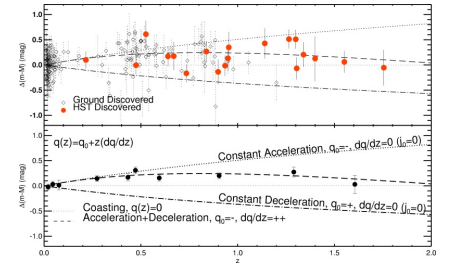 1.0
0.5
0.0
-0.5
-1.0
Δ(m-M) (mag)
Ground Discovered
HST Discovered
1.0
0.5
0.0
-0.5
-1.0
Δ(m-M) (mag)
q(z)=q0+z(dq/dz)
Constant Acceleration, q0=-, dq/dz=0 (j0=0)
Coasting, q(z)=0
Constant Deceleration, q0=+, dq/dz=0 (j0=0)
Acceleration+Deceleration, q0=-, dq/dz=++
0.0 0.5 1.0 1.5 2.0
z